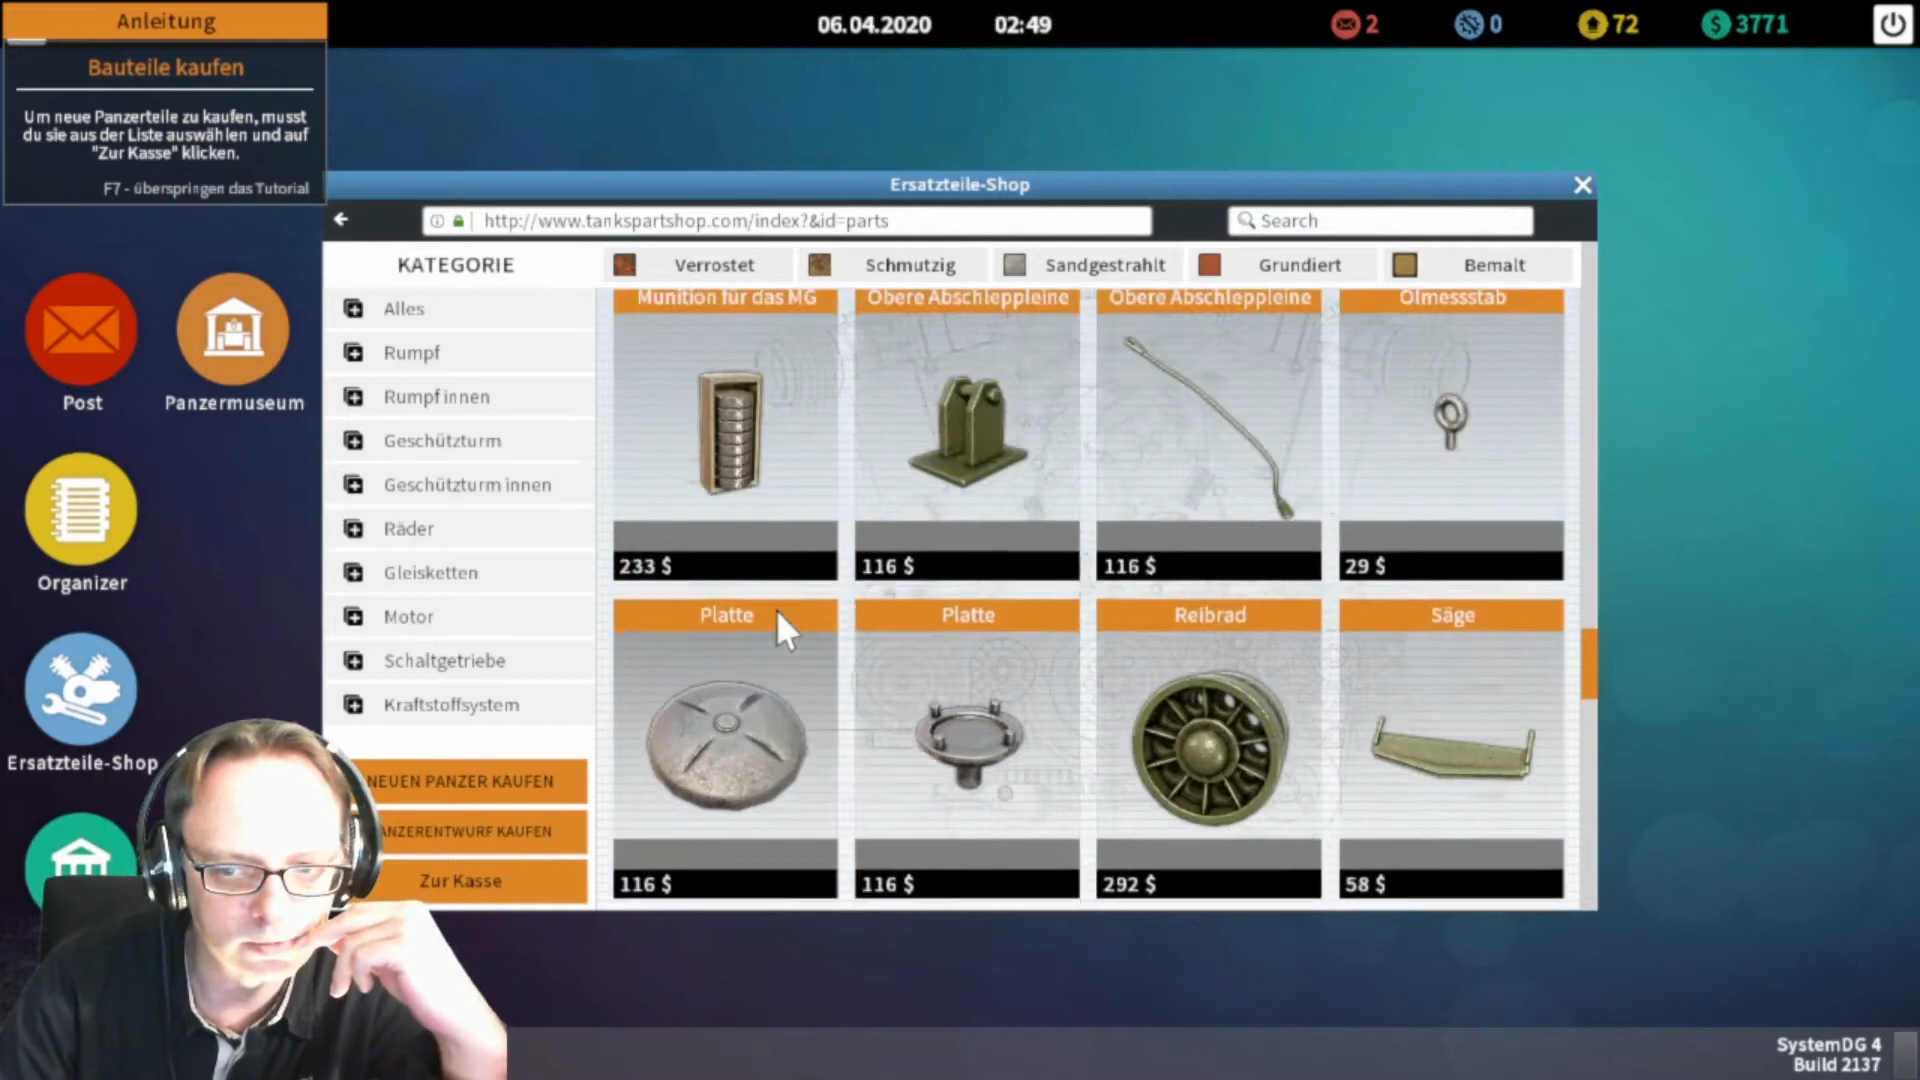 Anleitung
Bauteile kaufen
Um neue Panzerteile zu kaufen, musst
du sie aus der Liste auswählen und auf
"Zur Kasse" klicken.
F7 - überspringen das Tutorial
06.04.2020 02:49 2 0 72 3771
Post
Panzermuseum
Organizer
Ersatzteile-Shop
Ersatzteile-Shop
http://www.tankspartshop.com/index?&id=parts
Search
KATEGORIE
Verrostet
Schmutzig
Sandgestrahlt
Grundiert
Bemalt
Alles
Rumpf
Rumpf innen
Geschützturm
Geschützturm innen
Räder
Gleisketten
Motor
Schaltgetriebe
Kraftstoffsystem
NEUEN PANZER KAUFEN
ANZERENTWURF KAUFEN
Zur Kasse
Munition für das MG
233 $
Obere Abschleppleine
116 $
Obere Abschleppleine
116 $
Ölmessstab
29 $
Platte
116 $
Platte
116 $
Reibrad
292 $
Säge
58 $
SystemDG 4
Build 2137